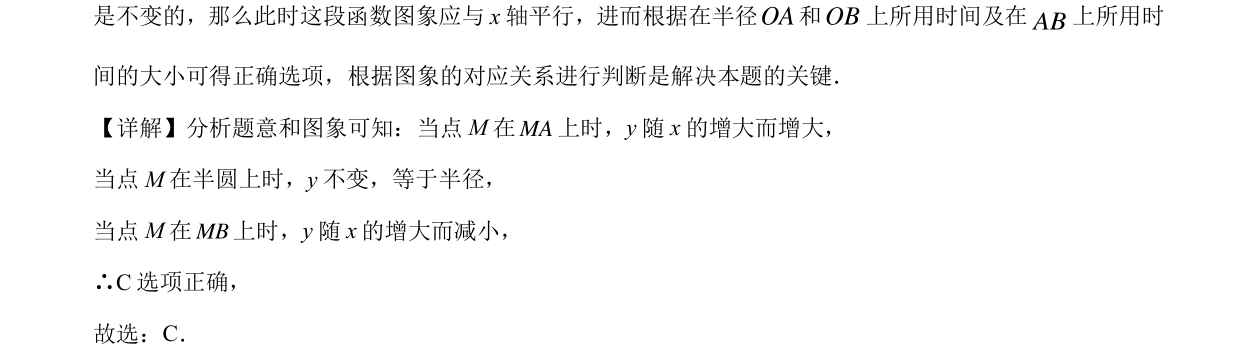 是不变的，那么此时这段函数图象应与 x 轴平行，进而根据在半径 OA 和 OB 上所用时间及在 AB 上所用时
间的大小可得正确选项，根据图象的对应关系进行判断是解决本题的关键．
【详解】分析题意和图象可知：当点 M 在 MA 上时，y 随 x 的增大而增大，
当点 M 在半圆上时，y 不变，等于半径，
当点 M 在 MB 上时，y 随 x 的增大而减小，
∴C 选项正确，
故选：C．